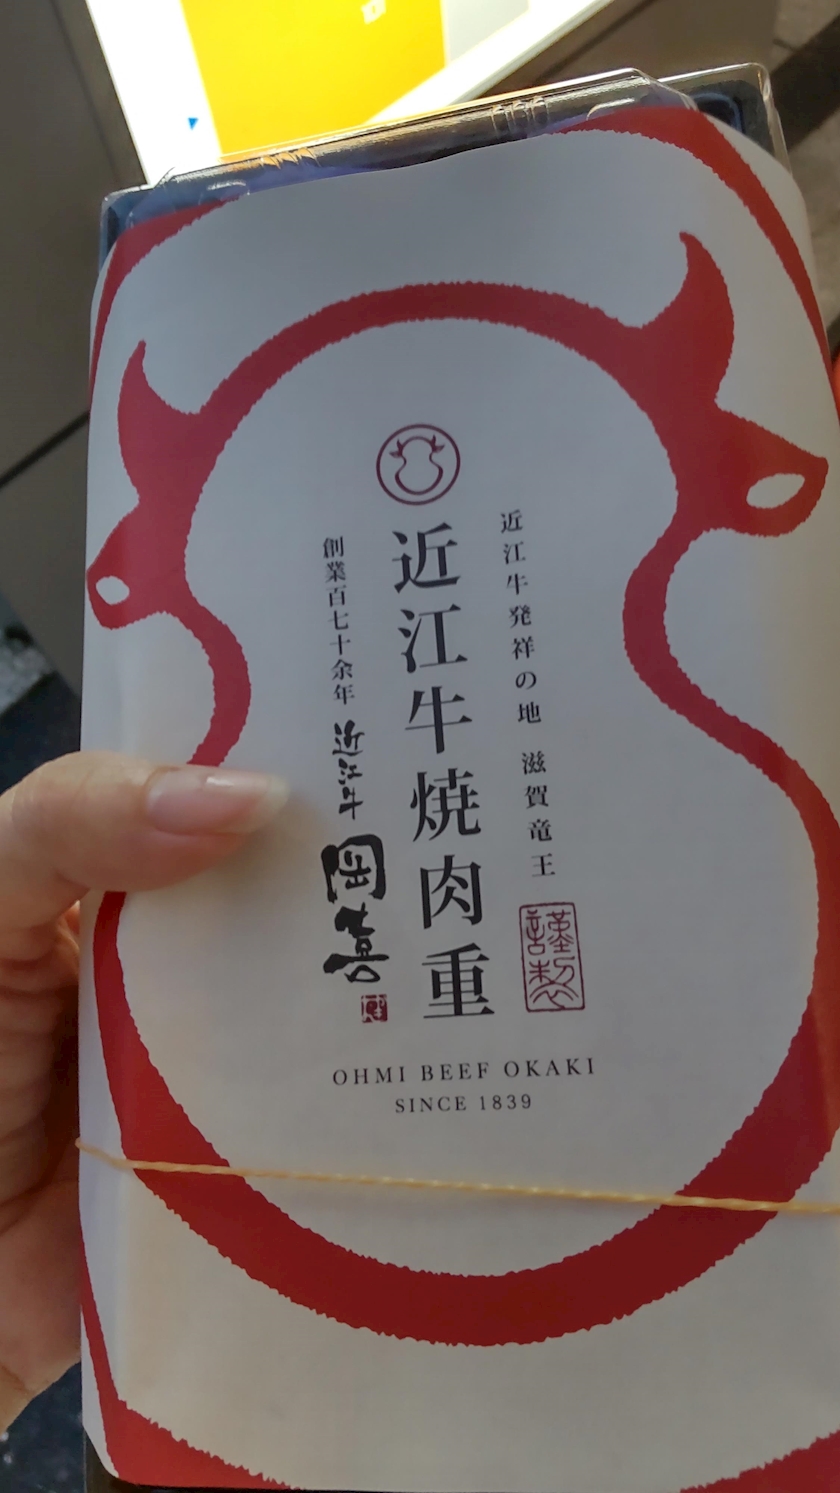 近江牛発祥の地 滋賀竜王
謹製
近江牛焼肉重
創業百七十余年 近江牛 岡喜
OHMI BEEF OKAKI
SINCE 1839